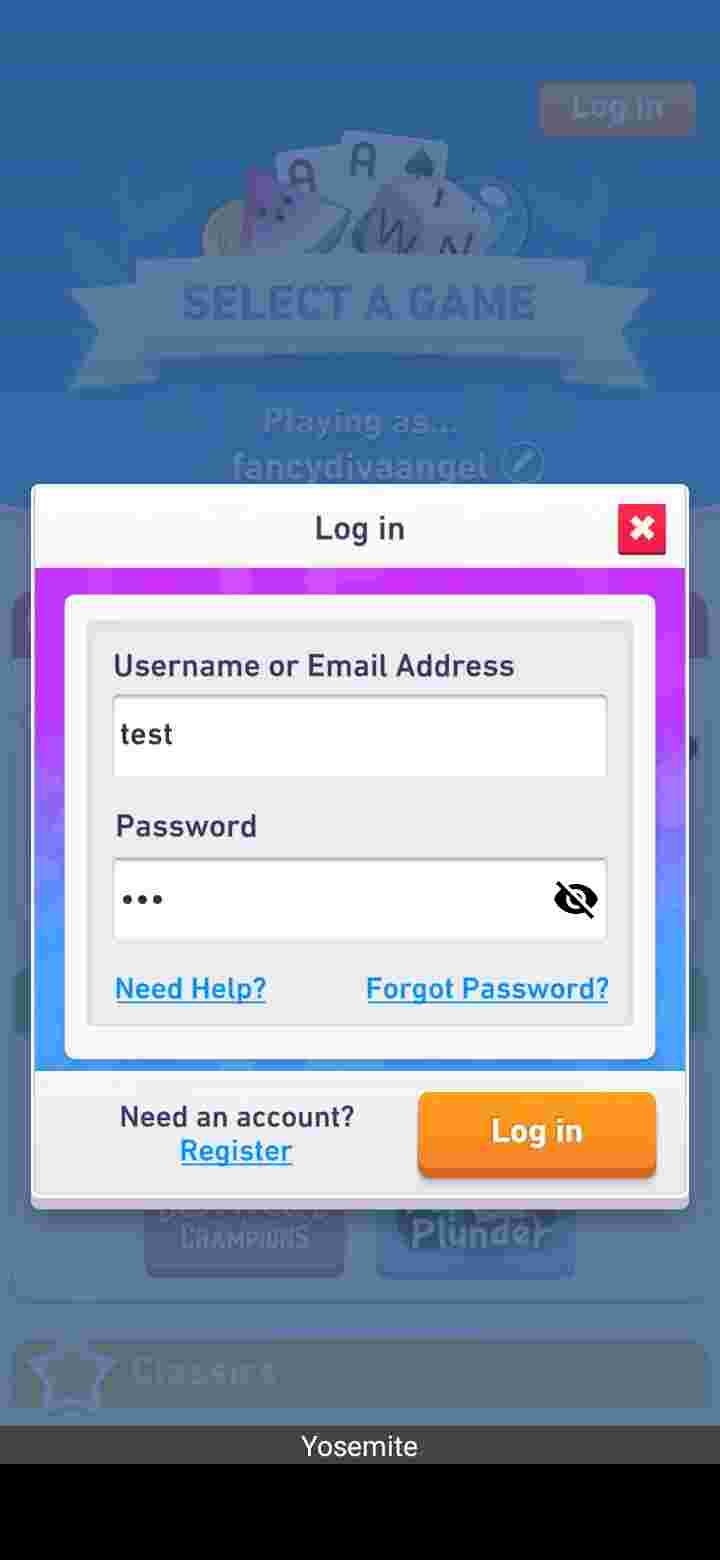 Log in
A
A
W N
SELECT A GAME
Playing as...
fancydivaangel
Log in
Username or Email Address
test
Password
•••
Need Help?
Forgot Password?
Need an account?
Register
Log in
CHAMPIONS
Plunder
Classics
Yosemite